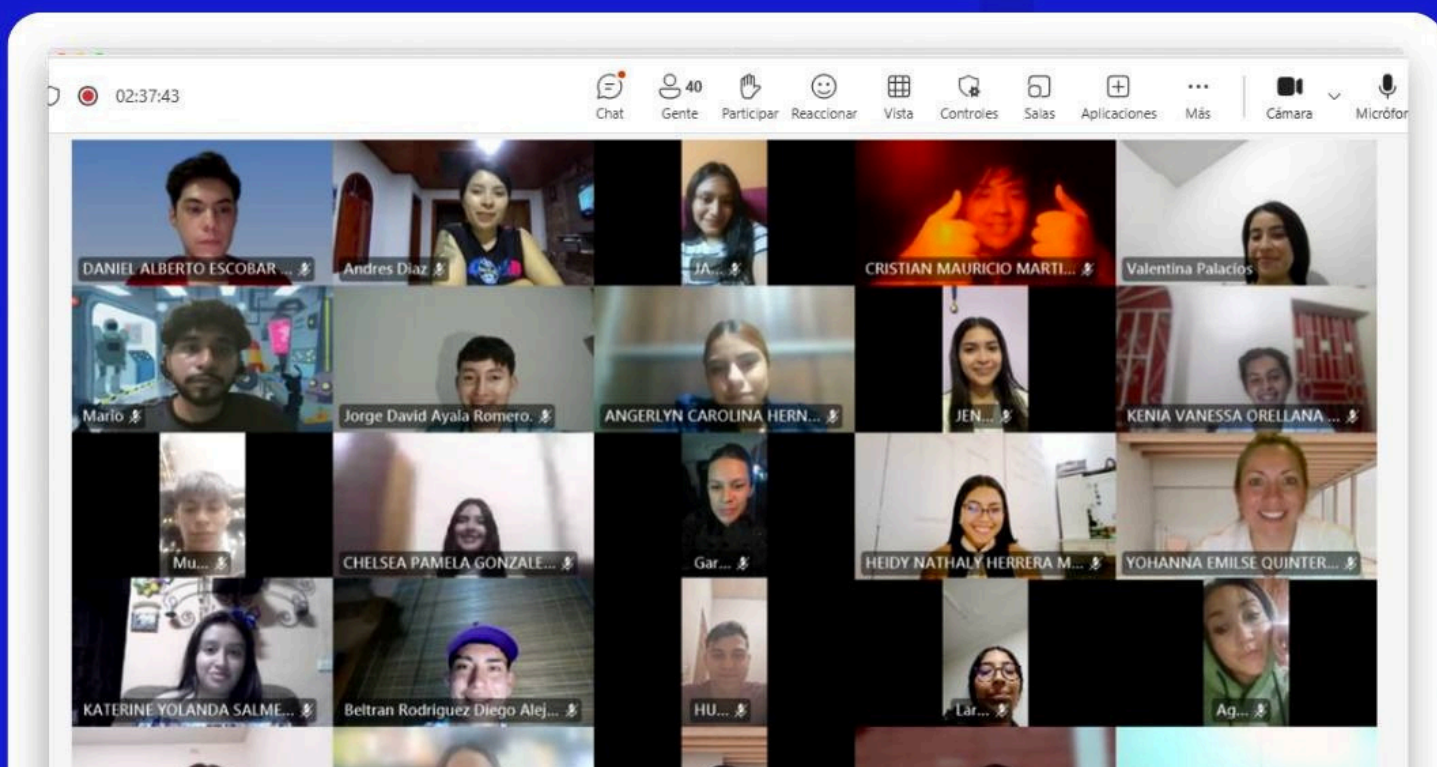 02:37:43
40
Chat Gente Participar Reaccionar Vista Controles Salas Aplicaciones Más Cámara Micrófor
DANIEL ALBERTO ESCOBAR ... Andres Diaz JA... CRISTIAN MAURICIO MARTI... Valentina Palacios
Mario Jorge David Ayala Romero. ANGERLYN CAROLINA HERN... JEN... KENIA VANESSA ORELLANA ...
Mu... CHELSEA PAMELA GONZALE... Gar... HEIDY NATHALY HERRERA M... YOHANNA EMILSE QUINTER...
KATERINE YOLANDA SALME... Beltran Rodriguez Diego Alej... HU... Lar... Ag...